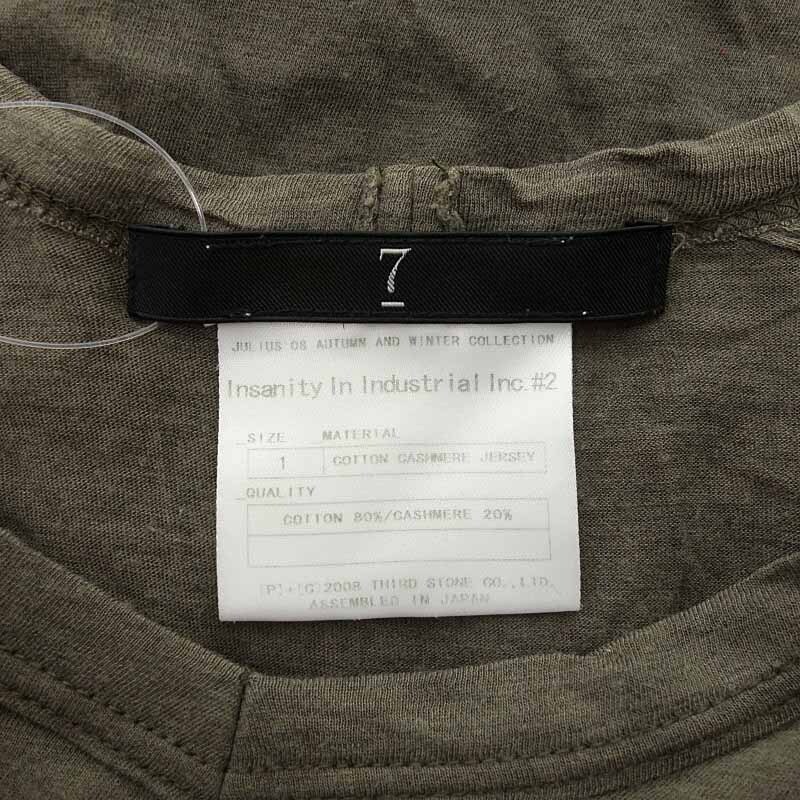 7
JULIUS 08 AUTUMN AND WINTER COLLECTION
Insanity In Industrial Inc.#2
SIZE MATERIAL
1 COTTON CASHMERE JERSEY
QUALITY
COTTON 80%/CASHMERE 20%
[P]+[C]2008 THIRD STONE CO.,LTD.
ASSEMBLED IN JAPAN